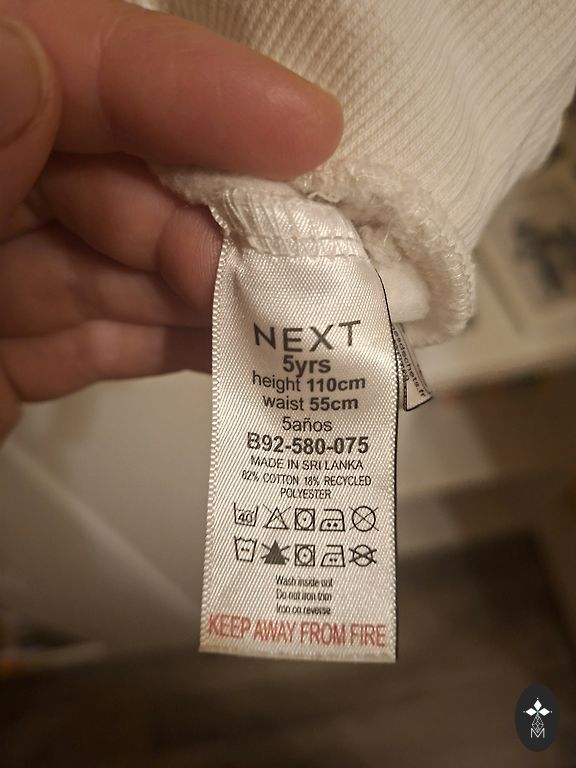 NEXT
5yrs
height 110cm
waist 55cm
5años
B92-580-075
MADE IN SRI LANKA
82% COTTON 18% RECYCLED
POLYESTER
40
Wash inside out
Do not iron trim
Iron on reverse
KEEP AWAY FROM FIRE
M